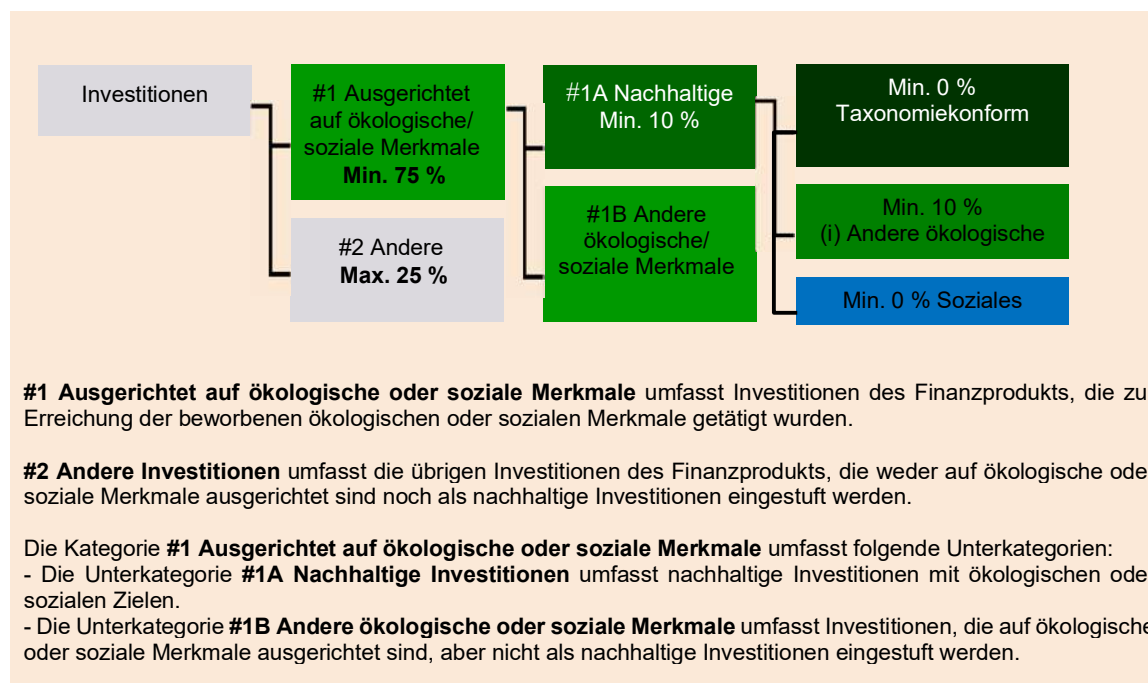 Investitionen
#1 Ausgerichtet
auf ökologische/
soziale Merkmale
Min. 75 %
#2 Andere
Max. 25 %
#1A Nachhaltige
Min. 10 %
#1B Andere
ökologische/
soziale Merkmale
Min. 0 %
Taxonomiekonform
Min. 10 %
(i) Andere ökologische
Min. 0 % Soziales
#1 Ausgerichtet auf ökologische oder soziale Merkmale umfasst Investitionen des Finanzprodukts, die zu
Erreichung der beworbenen ökologischen oder sozialen Merkmale getätigt wurden.
#2 Andere Investitionen umfasst die übrigen Investitionen des Finanzprodukts, die weder auf ökologische ode
soziale Merkmale ausgerichtet sind noch als nachhaltige Investitionen eingestuft werden.
Die Kategorie #1 Ausgerichtet auf ökologische oder soziale Merkmale umfasst folgende Unterkategorien:
- Die Unterkategorie #1A Nachhaltige Investitionen umfasst nachhaltige Investitionen mit ökologischen ode
sozialen Zielen.
- Die Unterkategorie #1B Andere ökologische oder soziale Merkmale umfasst Investitionen, die auf ökologische
oder soziale Merkmale ausgerichtet sind, aber nicht als nachhaltige Investitionen eingestuft werden.